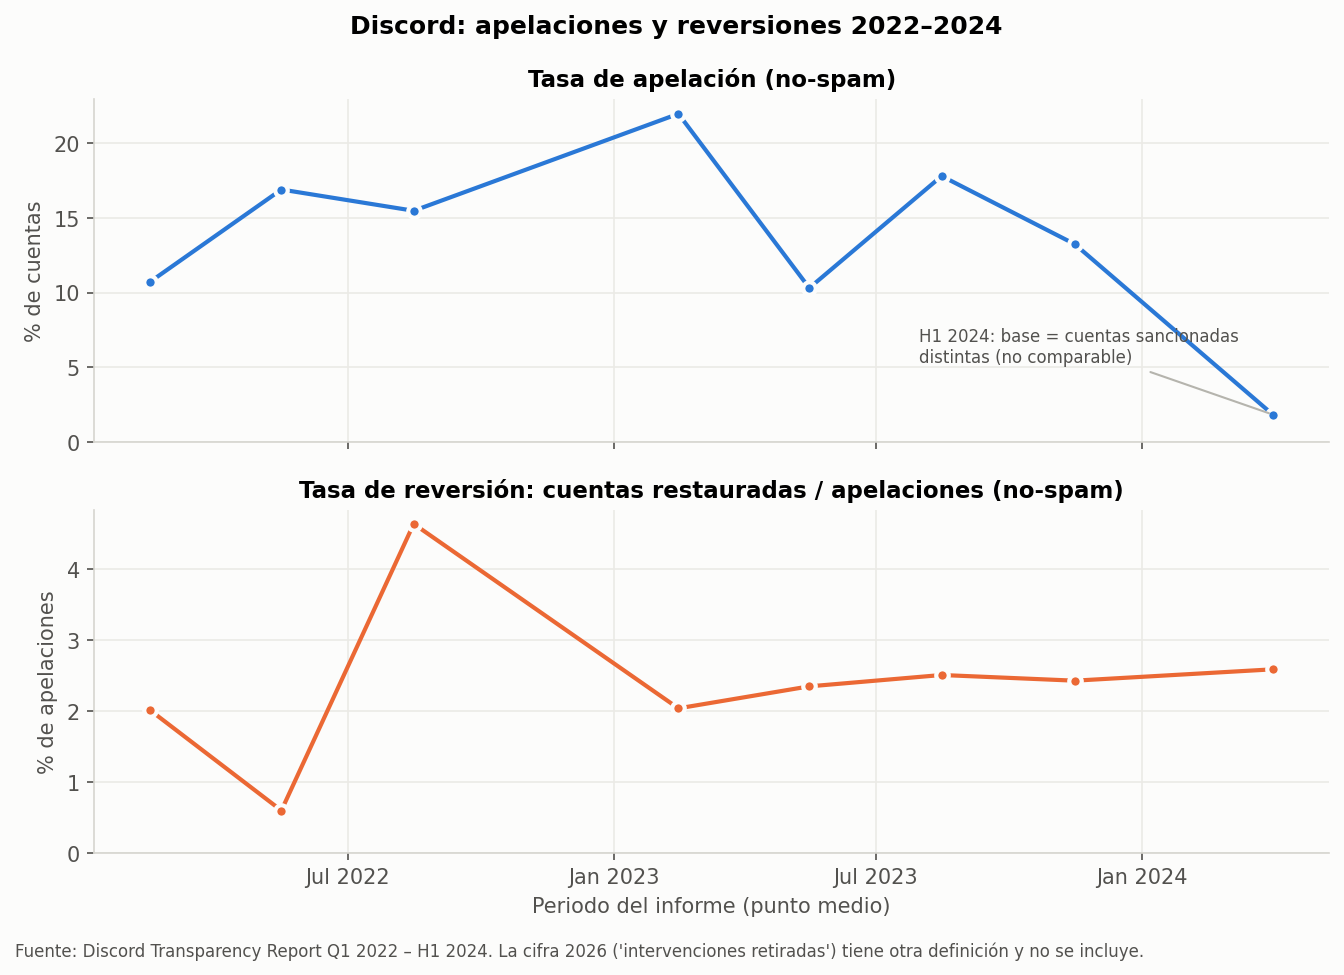 Discord: apelaciones y reversiones 2022–2024
Tasa de apelación (no-spam)
% de cuentas
20
15
10
5
0
H1 2024: base = cuentas sancionadas
distintas (no comparable)
Tasa de reversión: cuentas restauradas / apelaciones (no-spam)
% de apelaciones
4
3
2
1
0
Jul 2022
Jan 2023
Jul 2023
Jan 2024
Periodo del informe (punto medio)
Fuente: Discord Transparency Report Q1 2022 – H1 2024. La cifra 2026 ('intervenciones retiradas') tiene otra definición y no se incluye.